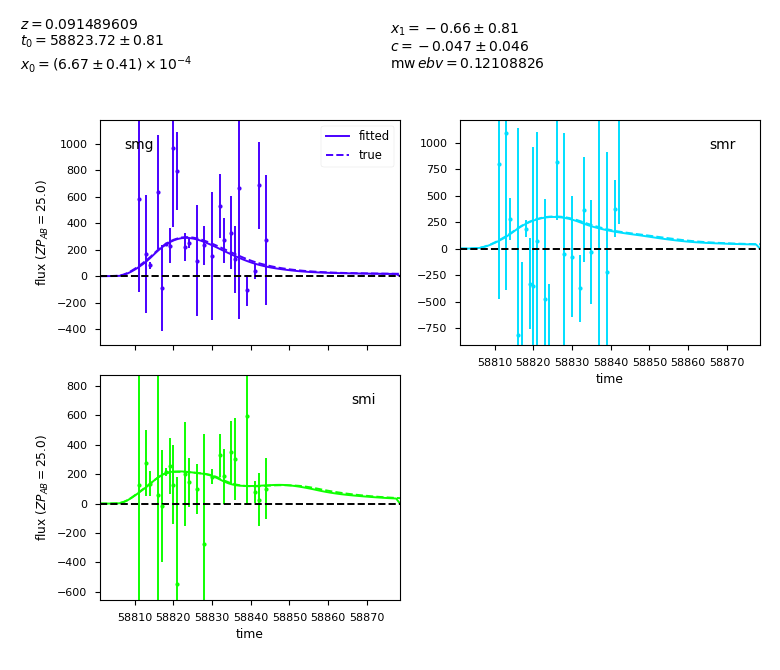 z = 0.091489609
t₀ = 58823.72 ± 0.81
x₀ = (6.67 ± 0.41) × 10⁻⁴
x₁ = −0.66 ± 0.81
c = −0.047 ± 0.046
mw ebv = 0.12108826
smg
fitted
true
1000
800
600
400
200
0
−200
−400
flux (ZP_AB = 25.0)
smr
1000
750
500
250
0
−250
−500
−750
58810 58820 58830 58840 58850 58860 58870
time
smi
800
600
400
200
0
−200
−400
−600
flux (ZP_AB = 25.0)
58810 58820 58830 58840 58850 58860 58870
time